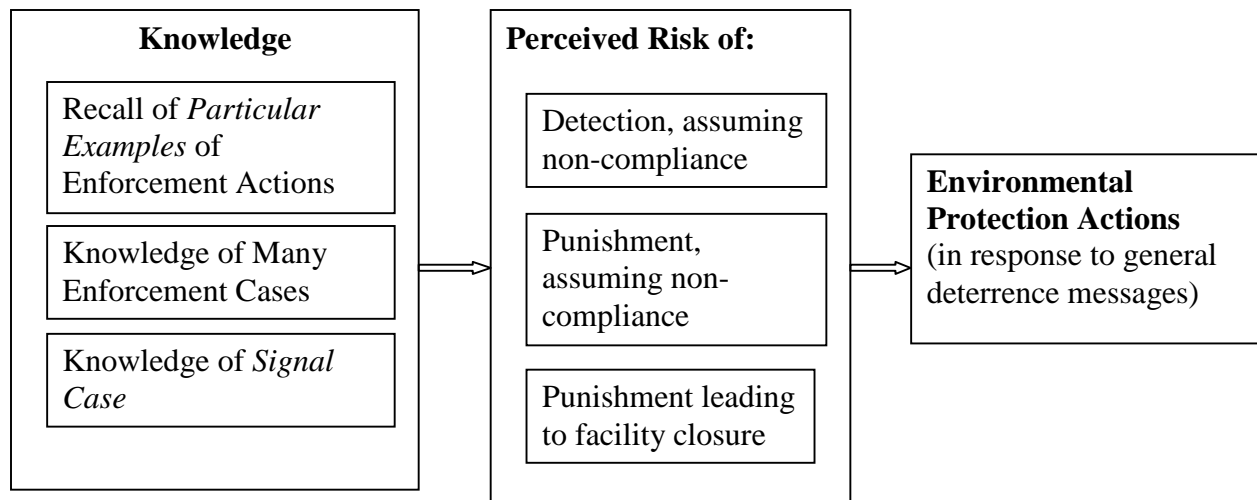 Knowledge
Recall of Particular
Examples of
Enforcement Actions
Knowledge of Many
Enforcement Cases
Knowledge of Signal
Case
Perceived Risk of:
Detection, assuming
non-compliance
Punishment,
assuming non-
compliance
Punishment leading
to facility closure
Environmental
Protection Actions
(in response to general
deterrence messages)